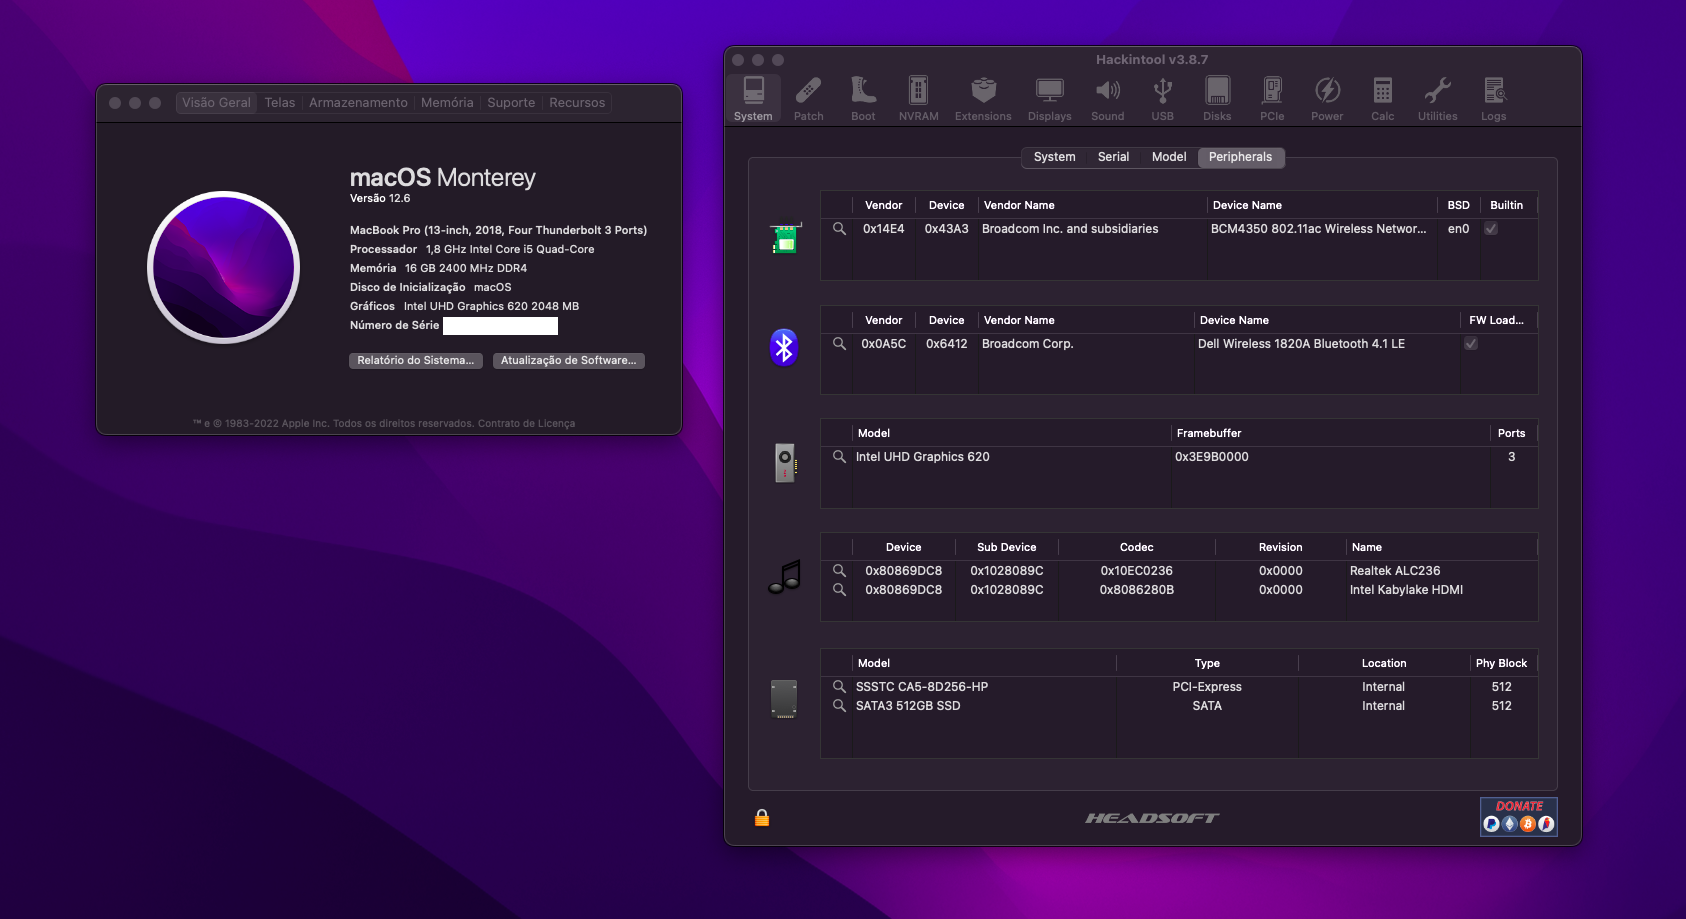 Visão Geral Telas Armazenamento Memória Suporte Recursos
macOS Monterey
Versão 12.6
MacBook Pro (13-inch, 2018, Four Thunderbolt 3 Ports)
Processador 1,8 GHz Intel Core i5 Quad-Core
Memória 16 GB 2400 MHz DDR4
Disco de Inicialização macOS
Gráficos Intel UHD Graphics 620 2048 MB
Número de Série
Relatório do Sistema... Atualização de Software...
™ e © 1983-2022 Apple Inc. Todos os direitos reservados. Contrato de Licença
Hackintool v3.8.7
System Patch Boot NVRAM Extensions Displays Sound USB Disks PCIe Power Calc Utilities Logs
System Serial Model Peripherals
Vendor Device Vendor Name Device Name BSD Builtin
0x14E4 0x43A3 Broadcom Inc. and subsidiaries BCM4350 802.11ac Wireless Networ... en0
Vendor Device Vendor Name Device Name FW Load...
0x0A5C 0x6412 Broadcom Corp. Dell Wireless 1820A Bluetooth 4.1 LE
Model Framebuffer Ports
Intel UHD Graphics 620 0x3E9B0000 3
Device Sub Device Codec Revision Name
0x80869DC8 0x1028089C 0x10EC0236 0x0000 Realtek ALC236
0x80869DC8 0x1028089C 0x8086280B 0x0000 Intel Kabylake HDMI
Model Type Location Phy Block
SSSTC CA5-8D256-HP PCI-Express Internal 512
SATA3 512GB SSD SATA Internal 512
HEADSOFT
DONATE